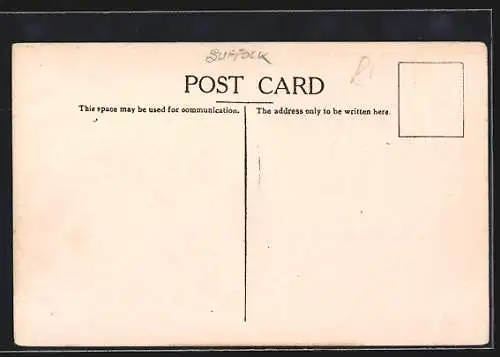 SUFFOLK
POST CARD
This space may be used for communication.
The address only to be written here.